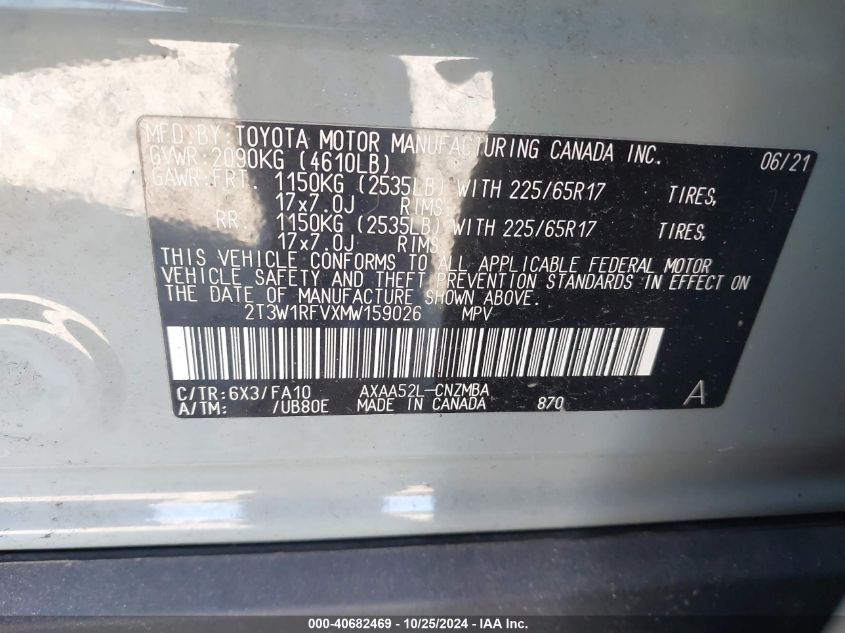 MFD.BY:TOYOTA MOTOR MANUFACTURING CANADA INC. 06/21
GVWR:2090KG (4610LB)
GAWR:FRT. 1150KG (2535LB) WITH 225/65R17 TIRES,
17x7.0J RIMS
RR. 1150KG (2535LB) WITH 225/65R17 TIRES,
17x7.0J RIMS
THIS VEHICLE CONFORMS TO ALL APPLICABLE FEDERAL MOTOR
VEHICLE SAFETY AND THEFT PREVENTION STANDARDS IN EFFECT ON
THE DATE OF MANUFACTURE SHOWN ABOVE.
2T3W1RFVXMW159026 MPV
C/TR:6X3/FA10 AXAA52L-CNZMBA
A/TM: /UB80E MADE IN CANADA 870 A
000-40682469 | 10/25/2024 - IAAI.com